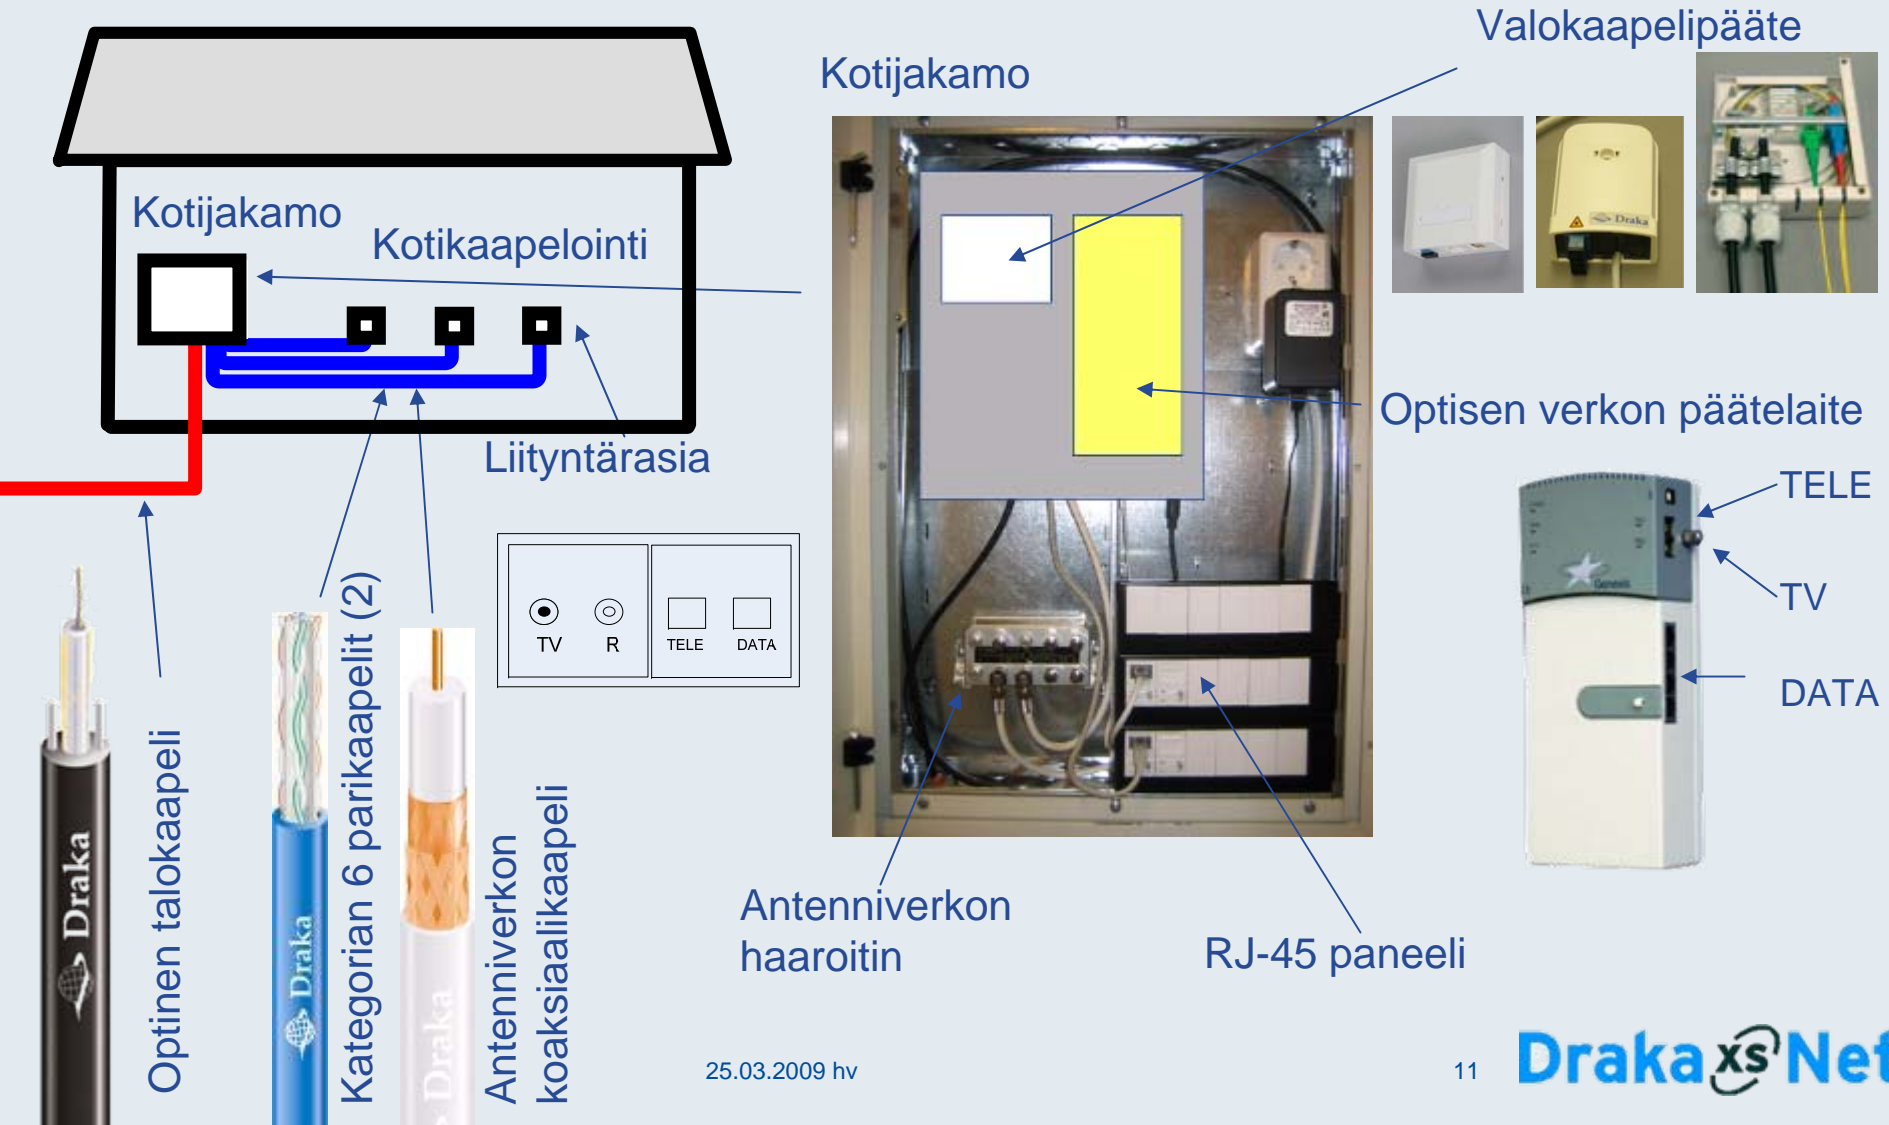 Valokaapelipääte
Kotijakamo
Kotijakamo
Kotikaapelointi
Draka
Optisen verkon päätelaite
Liityntärasia
TELE
TV
DATA
TV R TELE DATA
Optinen talokaapeli
Kategorian 6 parikaapelit (2)
Antenniverkon
koaksiaalikaapeli
Draka
Draka
Draka
Antenniverkon
haaroitin
RJ-45 paneeli
25.03.2009 hv
11
Draka xs Net